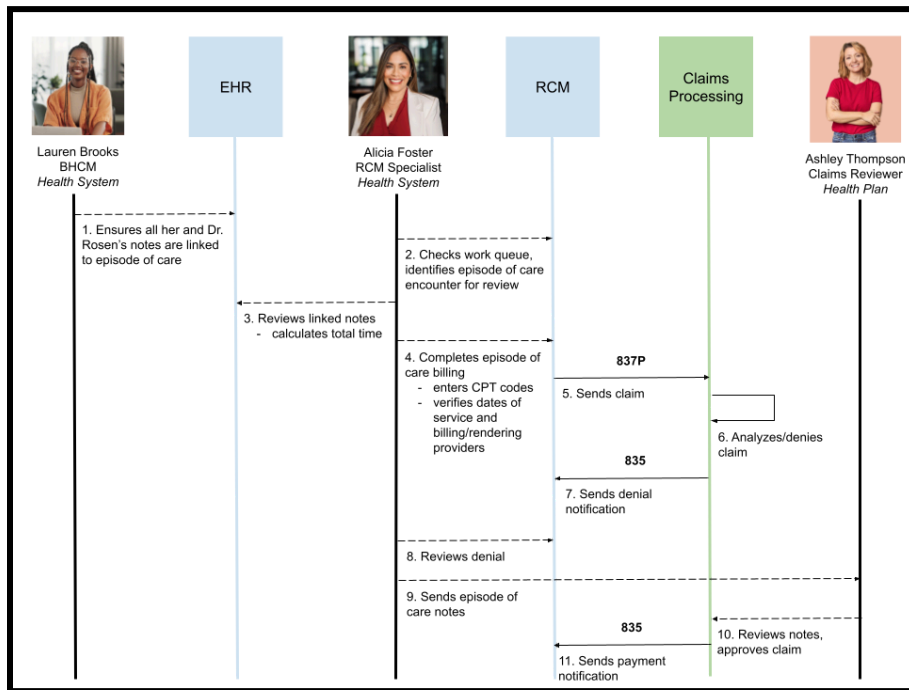 EHR
RCM
Claims
Processing
Lauren Brooks
BHCM
Health System
Alicia Foster
RCM Specialist
Health System
Ashley Thompson
Claims Reviewer
Health Plan
1. Ensures all her and Dr.
Rosen's notes are linked
to episode of care
2. Checks work queue,
identifies episode of care
encounter for review
3. Reviews linked notes
- calculates total time
4. Completes episode of
care billing
- enters CPT codes
- verifies dates of
service and
billing/rendering
providers
837P
5. Sends claim
6. Analyzes/denies
claim
835
7. Sends denial
notification
8. Reviews denial
9. Sends episode of
care notes
10. Reviews notes,
approves claim
835
11. Sends payment
notification